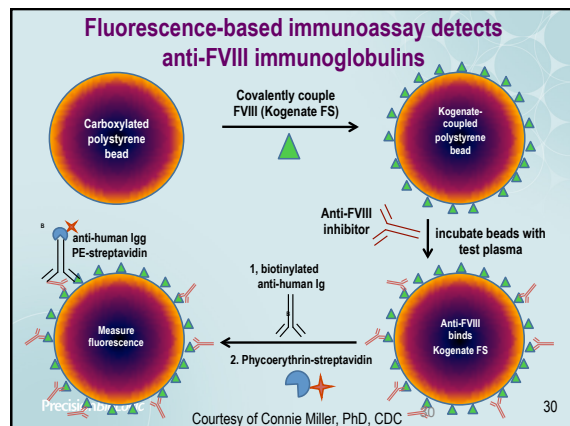 Fluorescence-based immunoassay detects
anti-FVIII immunoglobulins
Carboxylated
polystyrene
bead
Covalently couple
FVIII (Kogenate FS)
Kogenate-
coupled
polystyrene
bead
Anti-FVIII
inhibitor
incubate beads with
test plasma
B
anti-human Igg
PE-streptavidin
1, biotinylated
anti-human Ig
B
Measure
fluorescence
2. Phycoerythrin-streptavidin
Anti-FVIII
binds
Kogenate FS
Courtesy of Connie Miller, PhD, CDC
30